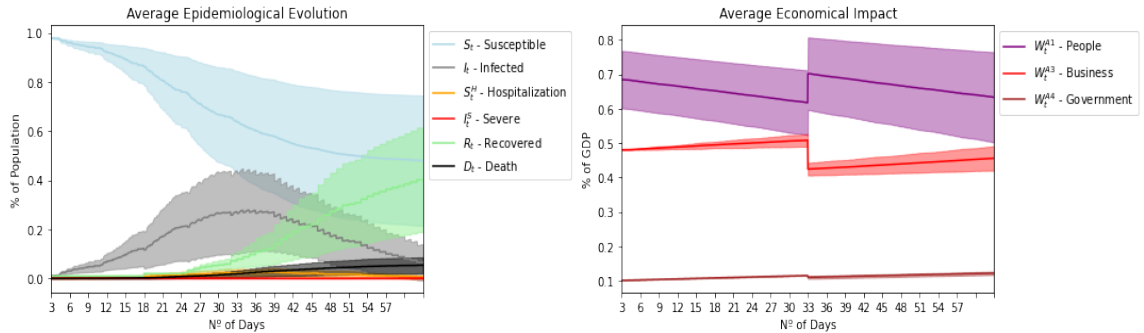 Average Epidemiological Evolution
1.0
0.8
0.6
0.4
0.2
0.0
% of Population
3 6 9 12 15 18 21 24 27 30 33 36 39 42 45 48 51 54 57
Nº of Days
S_t - Susceptible
I_t - Infected
S_t^H - Hospitalization
I_t^S - Severe
R_t - Recovered
D_t - Death
Average Economical Impact
0.8
0.7
0.6
0.5
0.4
0.3
0.2
0.1
% of GDP
3 6 9 12 15 18 21 24 27 30 33 36 39 42 45 48 51 54 57
Nº of Days
W_t^A1 - People
W_t^A3 - Business
W_t^A4 - Government